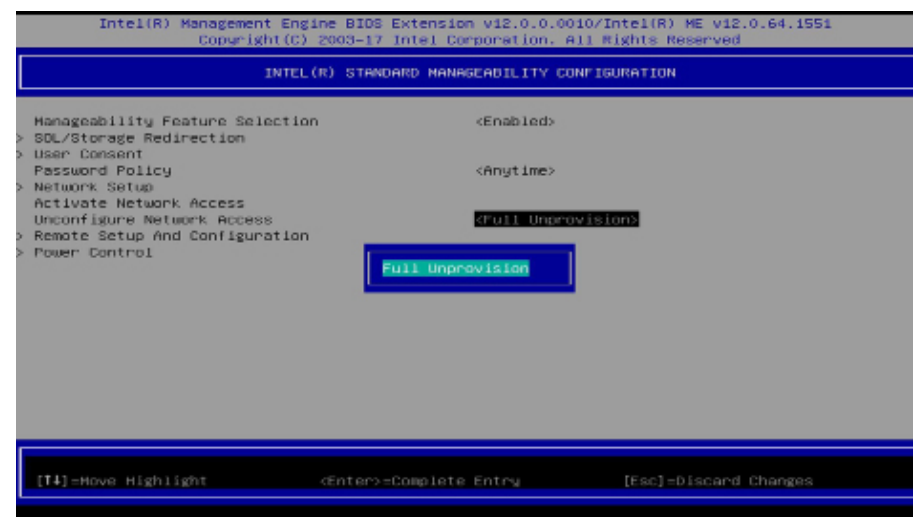 Intel(R) Management Engine BIOS Extension v12.0.0.0010/Intel(R) ME v12.0.64.1551
Copyright(C) 2003-17 Intel Corporation. All Rights Reserved
INTEL(R) STANDARD MANAGEABILITY CONFIGURATION
Manageability Feature Selection <Enabled>
> SOL/Storage Redirection
> User Consent
Password Policy <Anytime>
> Network Setup
Activate Network Access
Unconfigure Network Access <Full Unprovision>
> Remote Setup And Configuration
> Power Control
Full Unprovision
[↑↓]=Move Highlight <Enter>=Complete Entry [Esc]=Discard Changes